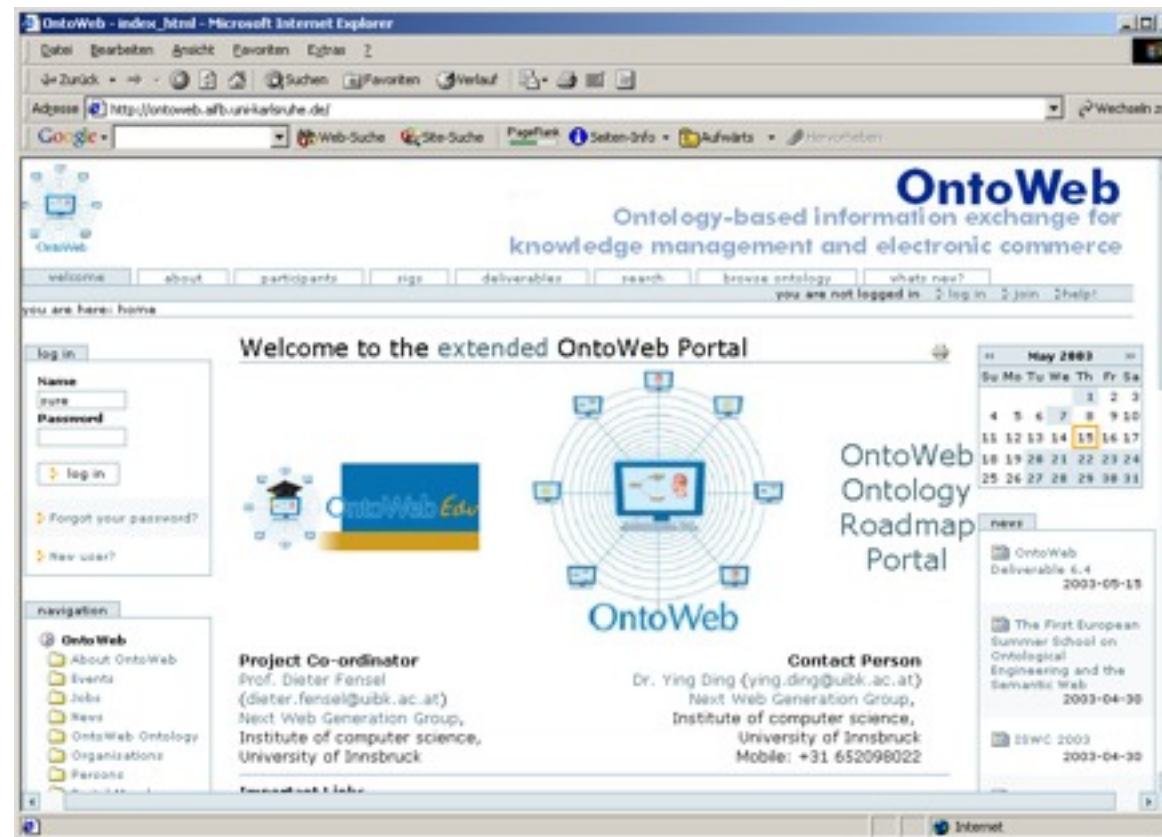 OntoWeb - index_html - Microsoft Internet Explorer
Datei Bearbeiten Ansicht Favoriten Extras ?
Zurück Suchen Favoriten Verlauf
Adresse http://ontoweb.aifb.uni-karlsruhe.de/ Wechseln z
Google Web-Suche Site-Suche PageRank Seiten-Info Aufwärts Hervorheben
OntoWeb
Ontology-based information exchange for
knowledge management and electronic commerce
OntoWeb
welcome about participants sigs deliverables search browse ontology whats new?
you are not logged in log in join help!
you are here: home
log in
Name
sure
Password
log in
Forgot your password?
New user?
navigation
OntoWeb
About OntoWeb
Events
Jobs
News
OntoWeb Ontology
Organisations
Persons
Welcome to the extended OntoWeb Portal
OntoWeb Edu
OntoWeb
OntoWeb
Ontology
Roadmap
Portal
Project Co-ordinator
Prof. Dieter Fensel
(dieter.fensel@uibk.ac.at)
Next Web Generation Group,
Institute of computer science,
University of Innsbruck
Contact Person
Dr. Ying Ding (ying.ding@uibk.ac.at)
Next Web Generation Group,
Institute of computer science,
University of Innsbruck
Mobile: +31 652098022
Important Links
« May 2003 »
Su Mo Tu We Th Fr Sa
1 2 3
4 5 6 7 8 9 10
11 12 13 14 15 16 17
18 19 20 21 22 23 24
25 26 27 28 29 30 31
news
OntoWeb
Deliverable 6.4
2003-05-15
The First European
Summer School on
Ontological
Engineering and the
Semantic Web
2003-04-30
ISWC 2003
2003-04-30
Internet